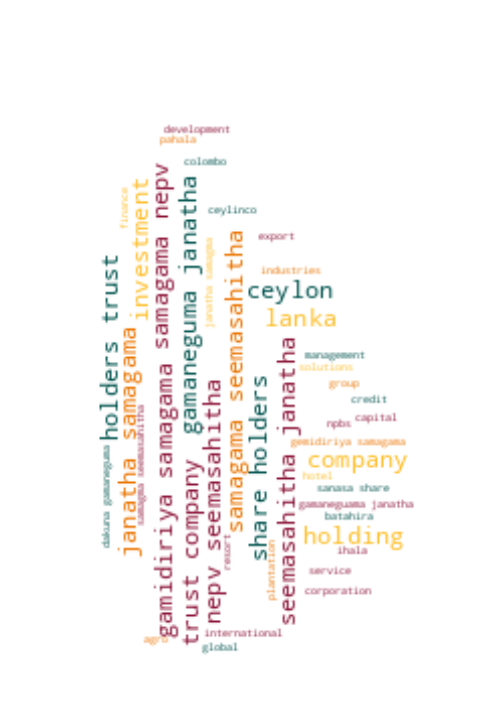 development
pahala
colombo
ceylinco
export
industries
ceylon
lanka
management
solutions
group
credit
capital
npbs
gemidiriya samagama
company
hotel
sanasa share
gamaneguama janatha
batahira
holding
ihala
service
corporation
international
global
agro
dakuna gamaneguma
holders trust
finance
janatha samagama
investment
samagma seemasahitha
gamidiriya samagama samagama nepv
trust company
gamaneguma janatha
janatha samagma
nepv seemasahitha
resort
samagama seemasahitha
share holders
plantation
seemasahitha janatha